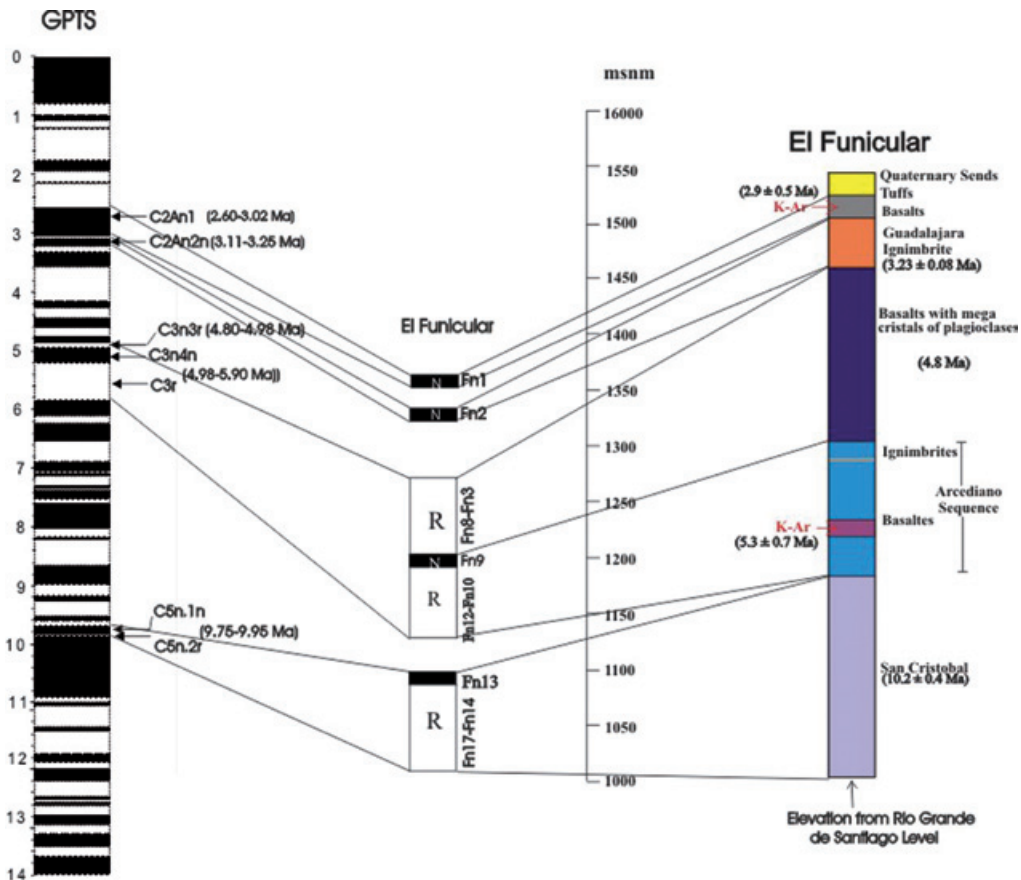 GPTS
0
1
2
3
4
5
6
7
8
9
10
11
12
13
14
C2An1 (2.60-3.02 Ma)
C2An2n (3.11-3.25 Ma)
C3n3r (4.80-4.98 Ma)
C3n4n
(4.98-5.90 Ma))
C3r
C5n.1n
(9.75-9.95 Ma)
C5n.2r
El Funicular
N
Fn1
N
Fn2
R
Fn8-Fn3
N
Fn9
R
Fn12-Fn10
Fn13
R
Fn17-Fn14
msnm
16000
1550
1500
1450
1400
1350
1300
1250
1200
1150
1100
1050
1000
El Funicular
Quaternary Sends
(2.9 ± 0.5 Ma)
Tuffs
K-Ar
Basalts
Guadalajara
Ignimbrite
(3.23 ± 0.08 Ma)
Basalts with mega
cristals of plagioclases
(4.8 Ma)
Ignimbrites
Arcediano
Sequence
K-Ar
Basaltes
(5.3 ± 0.7 Ma)
San Cristobal
(10.2 ± 0.4 Ma)
Elevation from Rio Grande
de Santiago Level